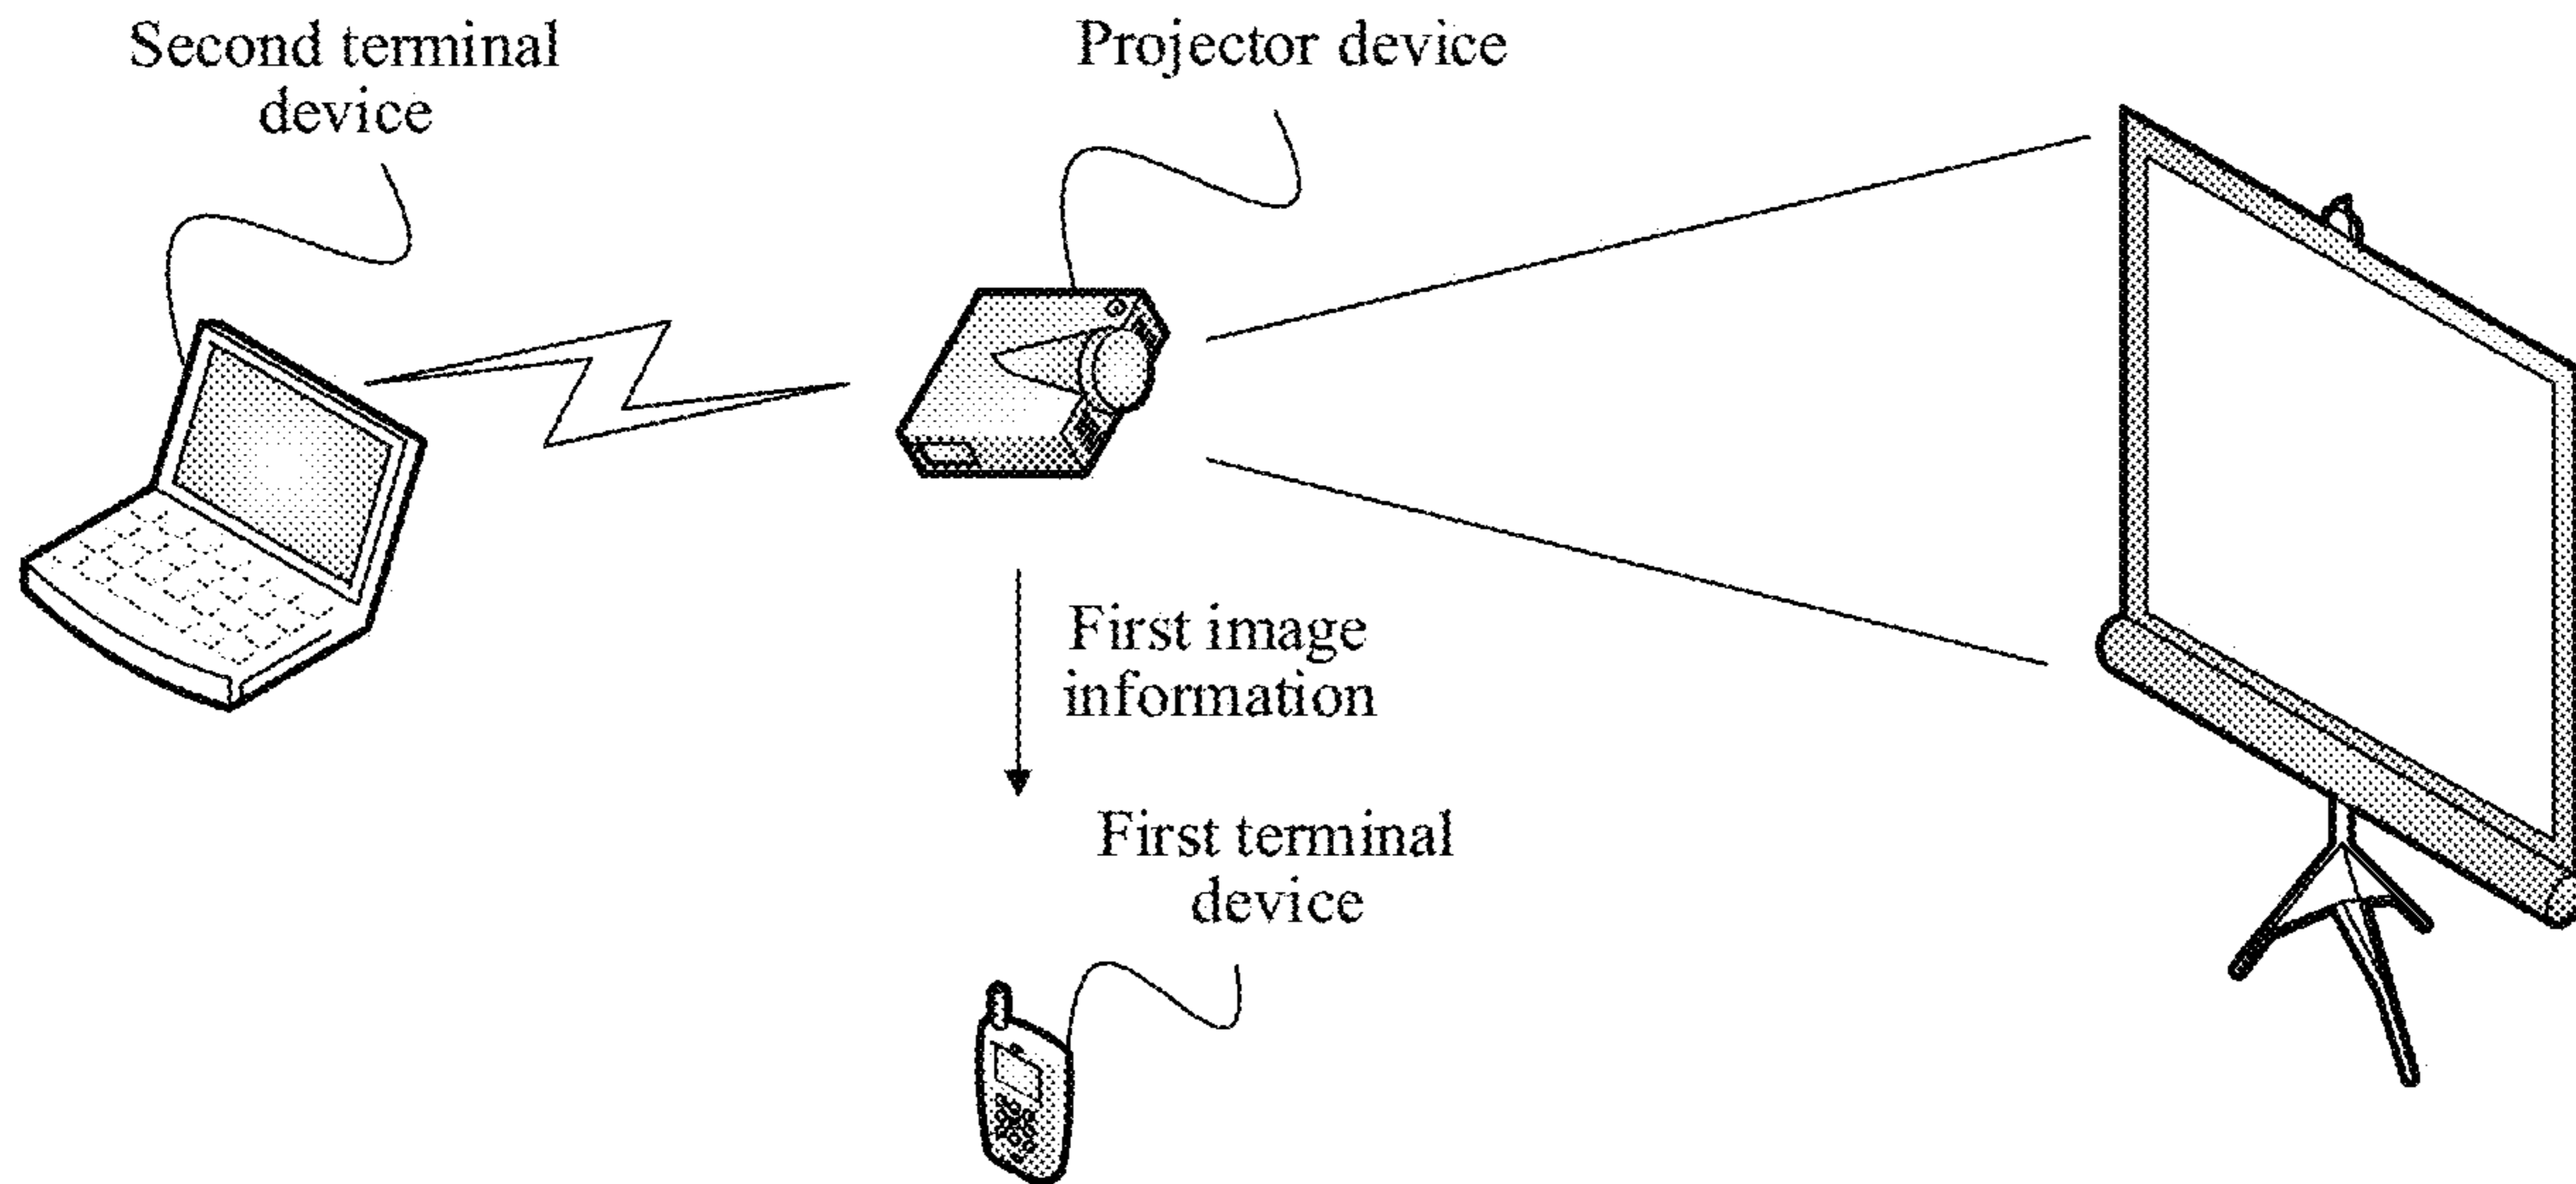 Second terminal
device
Projector device
First image
information
First terminal
device